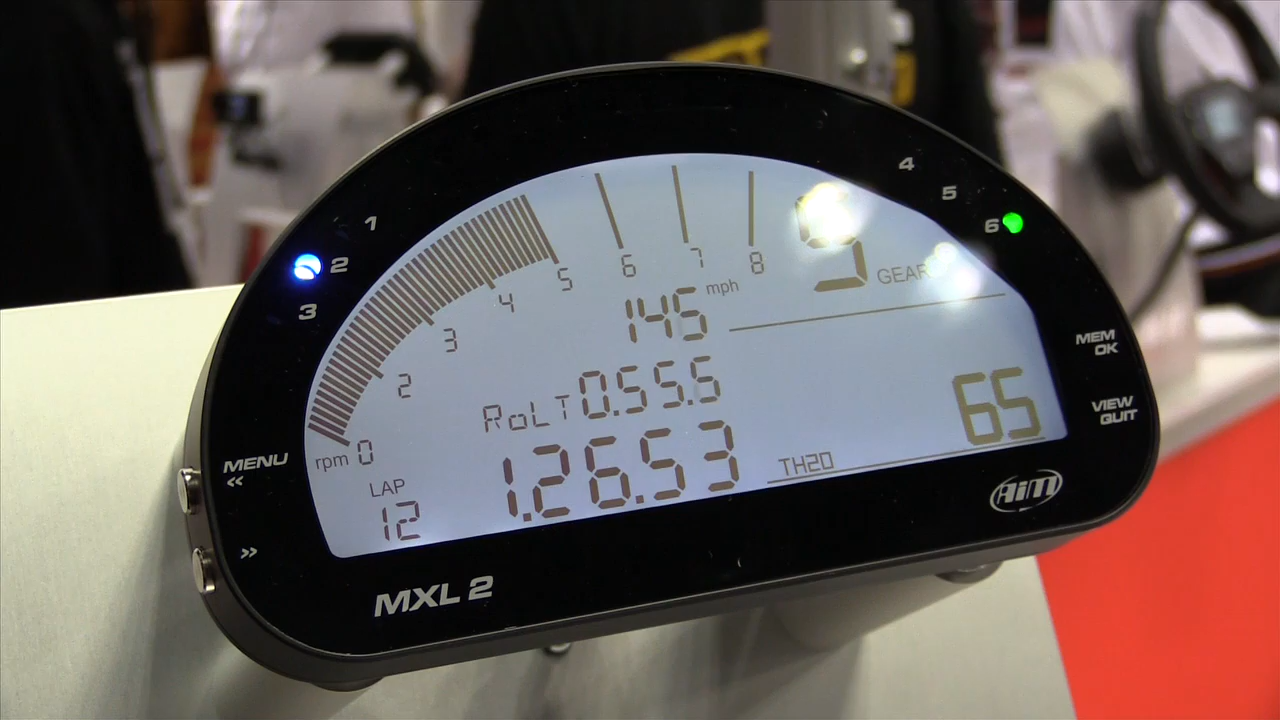 1
2
3
4
5
6
5
6
7
8
4
3
2
0
rpm
GEAR
145 mph
RoLT 0.55.5
1.26.53
LAP
12
TH2O
65
MENU
<<
>>
MEM
OK
VIEW
QUIT
AiM
MXL 2